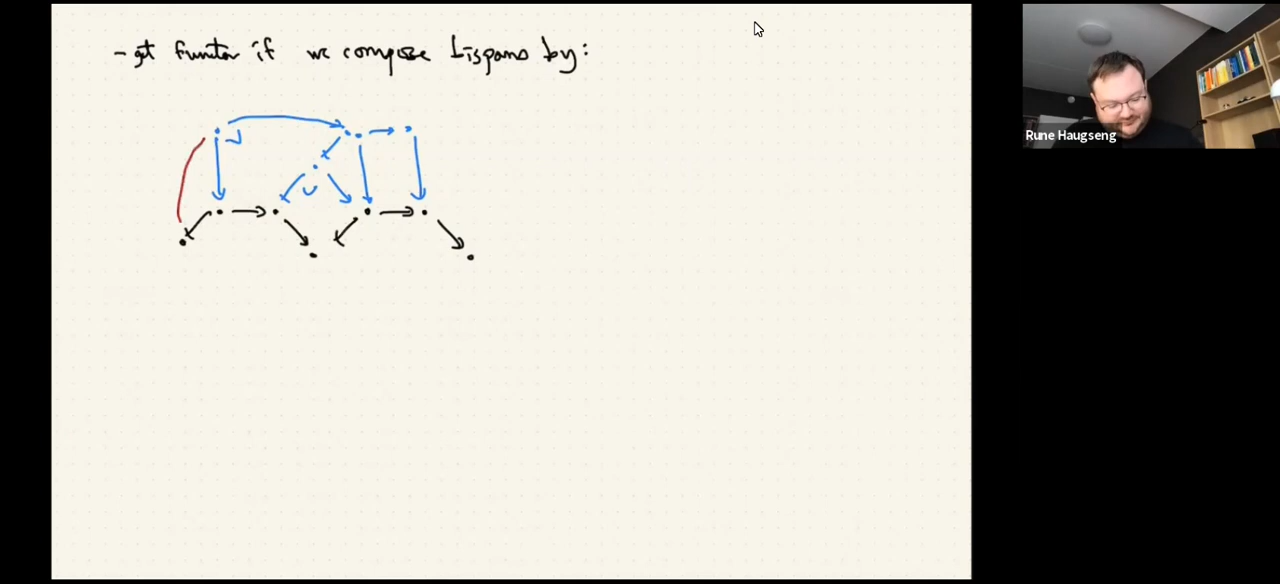 - get functor if we compose bispans by:
Rune Haugseng